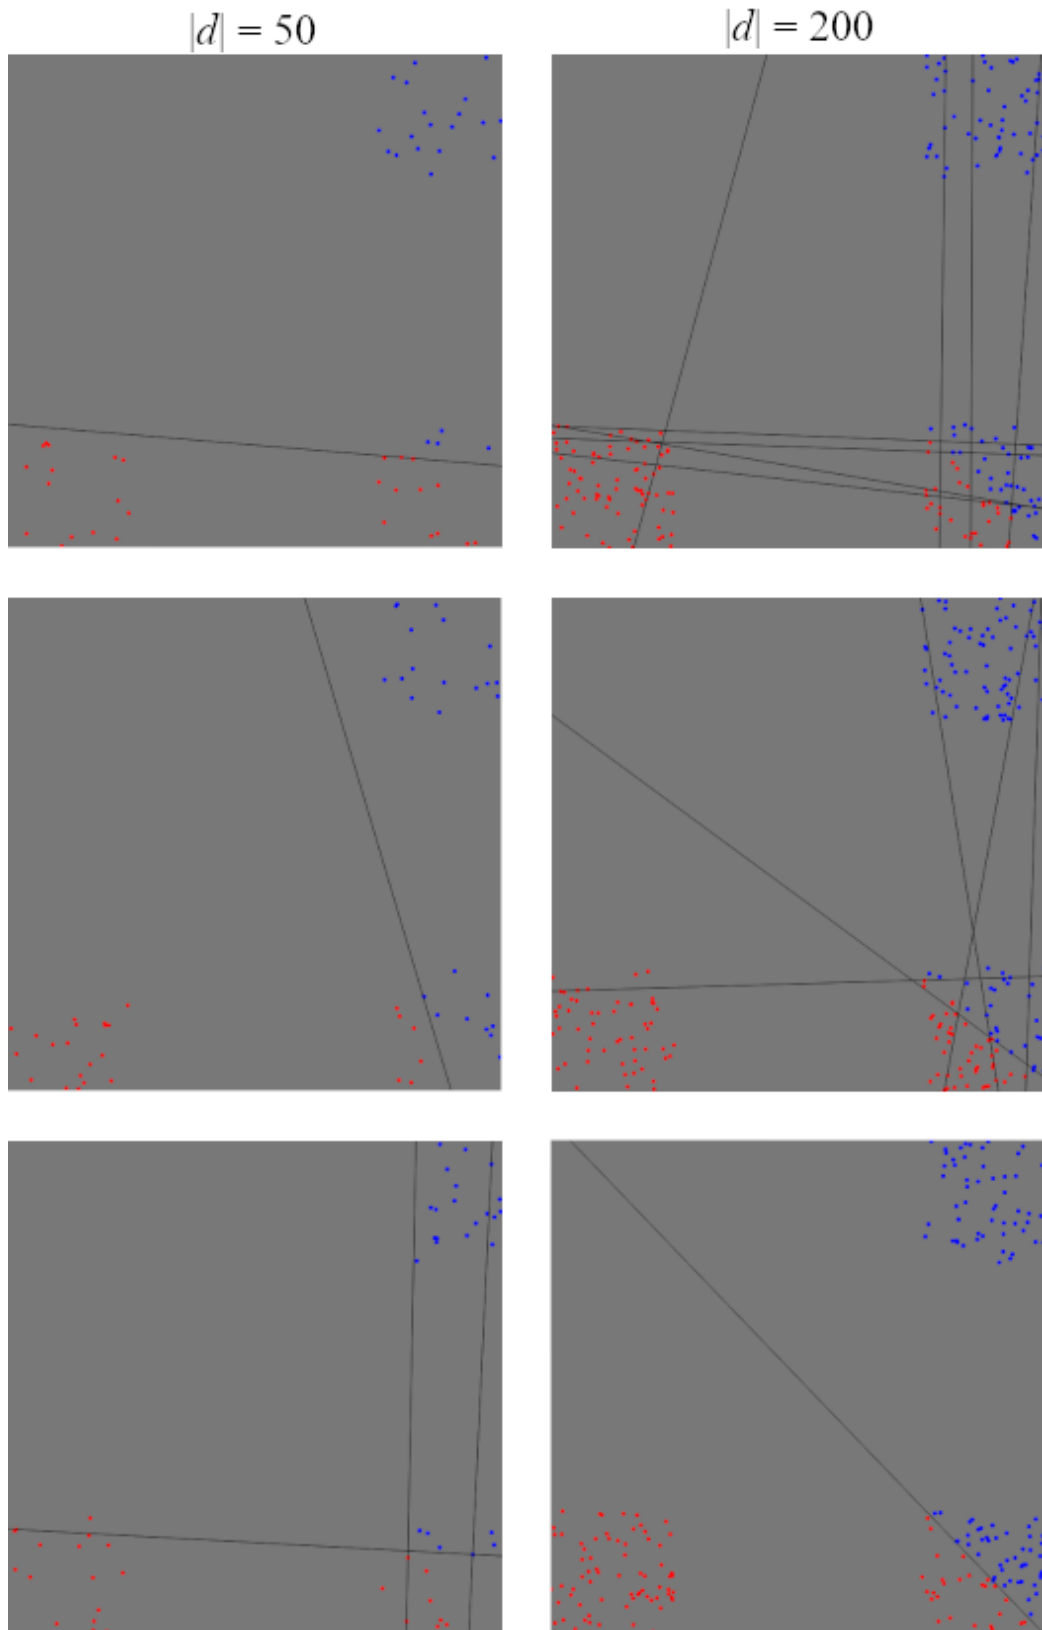 |d| = 50
|d| = 200